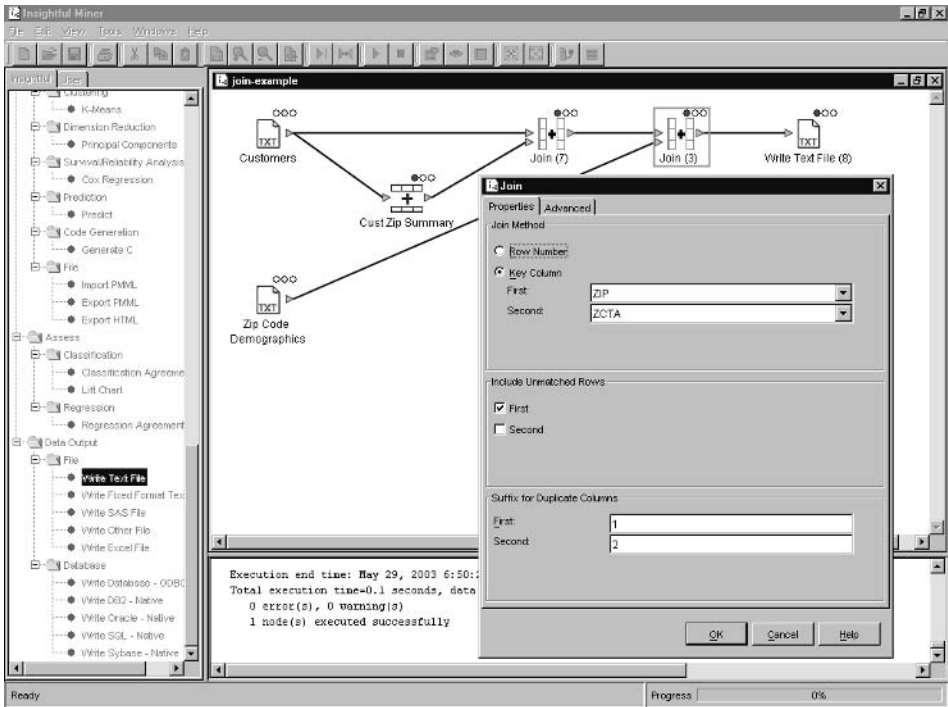 Insightful Miner
File Edit View Tools Windows Help
Insightful User
Clustering
K-Means
Dimension Reduction
Principal Components
Survival/Reliability Analysis
Cox Regression
Prediction
Predict
Code Generation
Generate C
File
Import PMML
Export PMML
Export HTML
Assess
Classification
Classification Agreeme
Lift Chart
Regression
Regression Agreement
Data Output
File
Write Text File
Write Fixed Format Tex
Write SAS File
Write Other File
Write Excel File
Database
Write Database - ODBC
Write DB2 - Native
Write Oracle - Native
Write SQL - Native
Write Sybase - Native
join-example
TXT
Customers
Join (7)
Join (3)
TXT
Write Text File (8)
Cust Zip Summary
TXT
Zip Code
Demographics
Join
Properties Advanced
Join Method
Row Number
Key Column
First: ZIP
Second: ZCTA
Include Unmatched Rows
First
Second
Suffix for Duplicate Columns
First: 1
Second: 2
OK Cancel Help
Execution end time: May 29, 2003 6:50:
Total execution time=0.1 seconds, data
0 error(s), 0 warning(s)
1 node(s) executed successfully
Ready Progress 0%